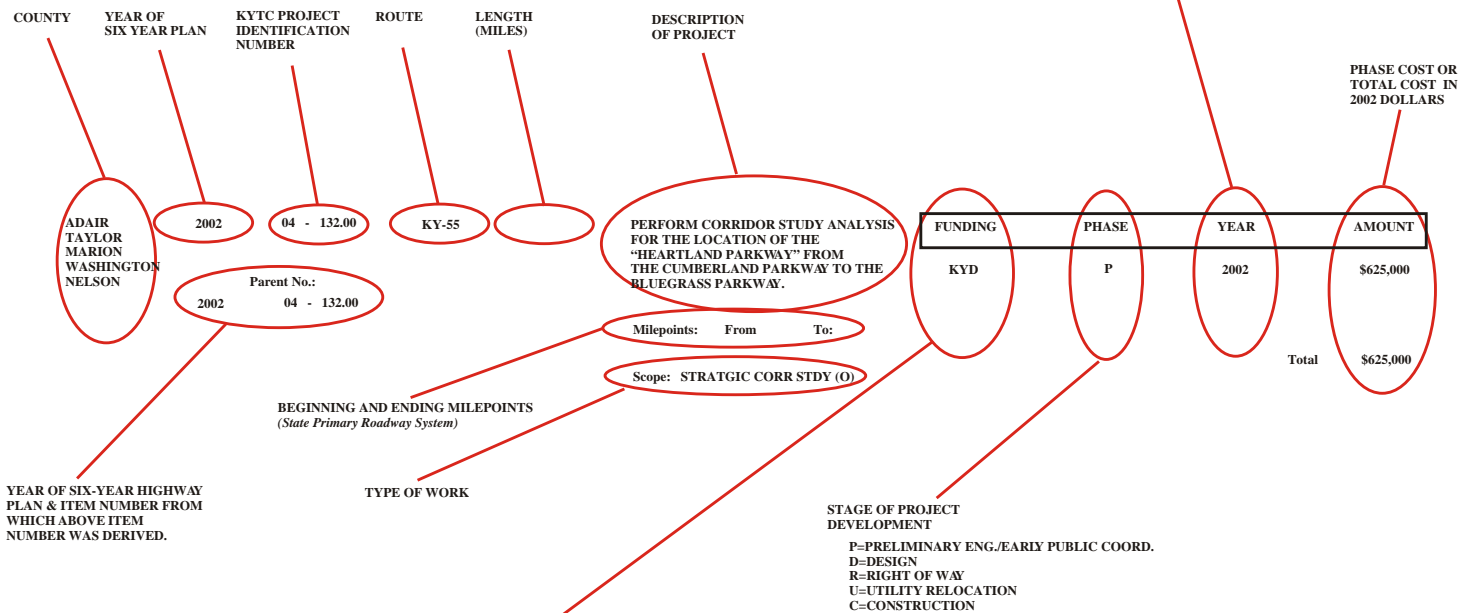 COUNTY
YEAR OF
SIX YEAR PLAN
KYTC PROJECT
IDENTIFICATION
NUMBER
ROUTE
LENGTH
(MILES)
DESCRIPTION
OF PROJECT
PHASE COST OR
TOTAL COST IN
2002 DOLLARS
ADAIR
TAYLOR
MARION
WASHINGTON
NELSON
2002
04 - 132.00
KY-55
Parent No.:
2002 04 - 132.00
PERFORM CORRIDOR STUDY ANALYSIS
FOR THE LOCATION OF THE
“HEARTLAND PARKWAY” FROM
THE CUMBERLAND PARKWAY TO THE
BLUEGRASS PARKWAY.
Milepoints: From To:
Scope: STRATGIC CORR STDY (O)
FUNDING PHASE YEAR AMOUNT
KYD P 2002 $625,000
Total $625,000
BEGINNING AND ENDING MILEPOINTS
(State Primary Roadway System)
TYPE OF WORK
YEAR OF SIX-YEAR HIGHWAY
PLAN & ITEM NUMBER FROM
WHICH ABOVE ITEM
NUMBER WAS DERIVED.
STAGE OF PROJECT
DEVELOPMENT
P=PRELIMINARY ENG./EARLY PUBLIC COORD.
D=DESIGN
R=RIGHT OF WAY
U=UTILITY RELOCATION
C=CONSTRUCTION